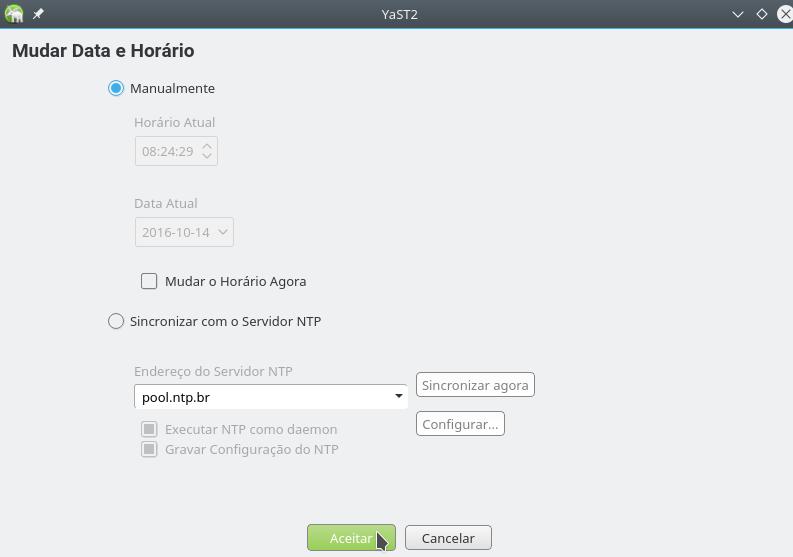 YaST2
Mudar Data e Horário
Manualmente
Horário Atual
08:24:29
Data Atual
2016-10-14
Mudar o Horário Agora
Sincronizar com o Servidor NTP
Endereço do Servidor NTP
pool.ntp.br
Sincronizar agora
Executar NTP como daemon
Configurar...
Gravar Configuração do NTP
Aceitar
Cancelar